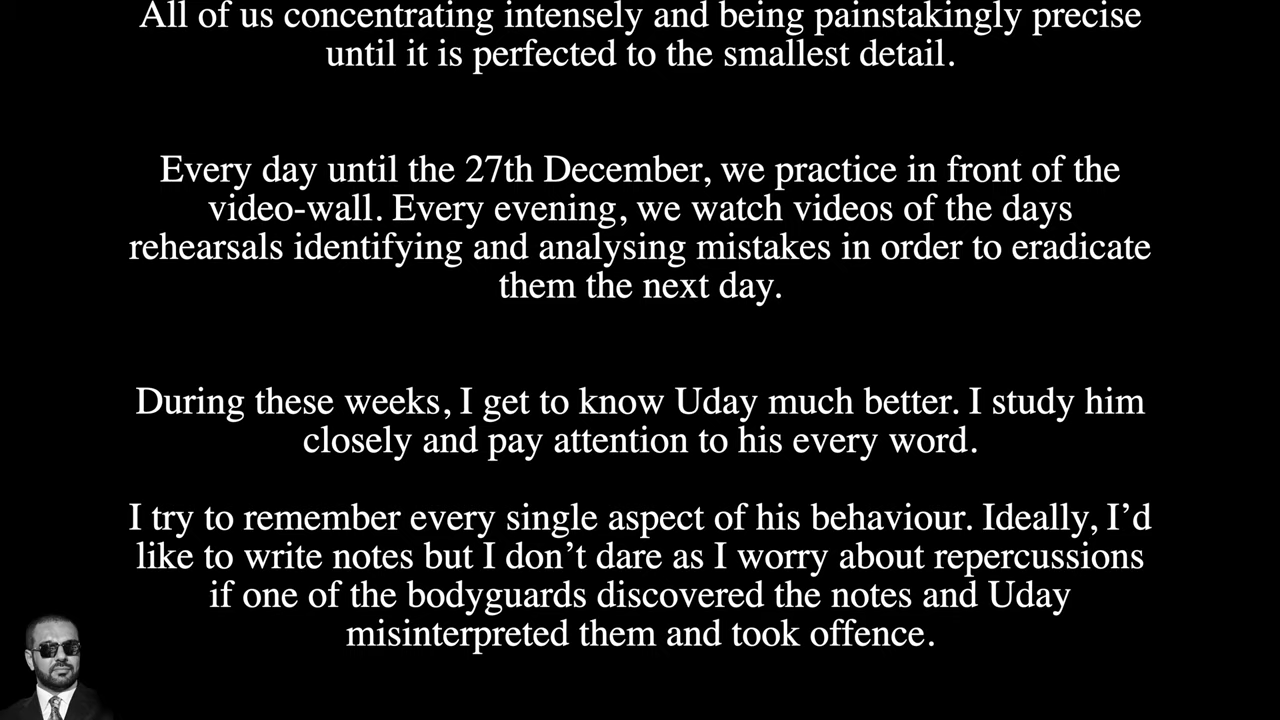 All of us concentrating intensely and being painstakingly precise
until it is perfected to the smallest detail.
Every day until the 27th December, we practice in front of the
video-wall. Every evening, we watch videos of the days
rehearsals identifying and analysing mistakes in order to eradicate
them the next day.
During these weeks, I get to know Uday much better. I study him
closely and pay attention to his every word.
I try to remember every single aspect of his behaviour. Ideally, I’d
like to write notes but I don’t dare as I worry about repercussions
if one of the bodyguards discovered the notes and Uday
misinterpreted them and took offence.